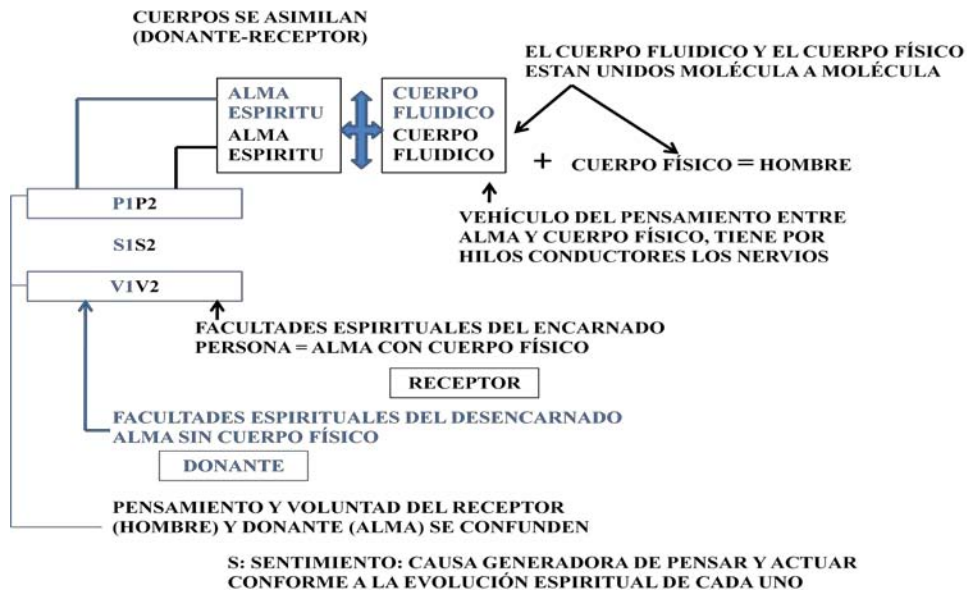 CUERPOS SE ASIMILAN
(DONANTE-RECEPTOR)
EL CUERPO FLUIDICO Y EL CUERPO FÍSICO
ESTAN UNIDOS MOLÉCULA A MOLÉCULA
ALMA
ESPIRITU
ALMA
ESPIRITU
CUERPO
FLUIDICO
CUERPO
FLUIDICO
+ CUERPO FÍSICO = HOMBRE
VEHÍCULO DEL PENSAMIENTO ENTRE
ALMA Y CUERPO FÍSICO, TIENE POR
HILOS CONDUCTORES LOS NERVIOS
P1P2
S1S2
V1V2
FACULTADES ESPIRITUALES DEL ENCARNADO
PERSONA = ALMA CON CUERPO FÍSICO
RECEPTOR
FACULTADES ESPIRITUALES DEL DESENCARNADO
ALMA SIN CUERPO FÍSICO
DONANTE
PENSAMIENTO Y VOLUNTAD DEL RECEPTOR
(HOMBRE) Y DONANTE (ALMA) SE CONFUNDEN
S: SENTIMIENTO: CAUSA GENERADORA DE PENSAR Y ACTUAR
CONFORME A LA EVOLUCIÓN ESPIRITUAL DE CADA UNO